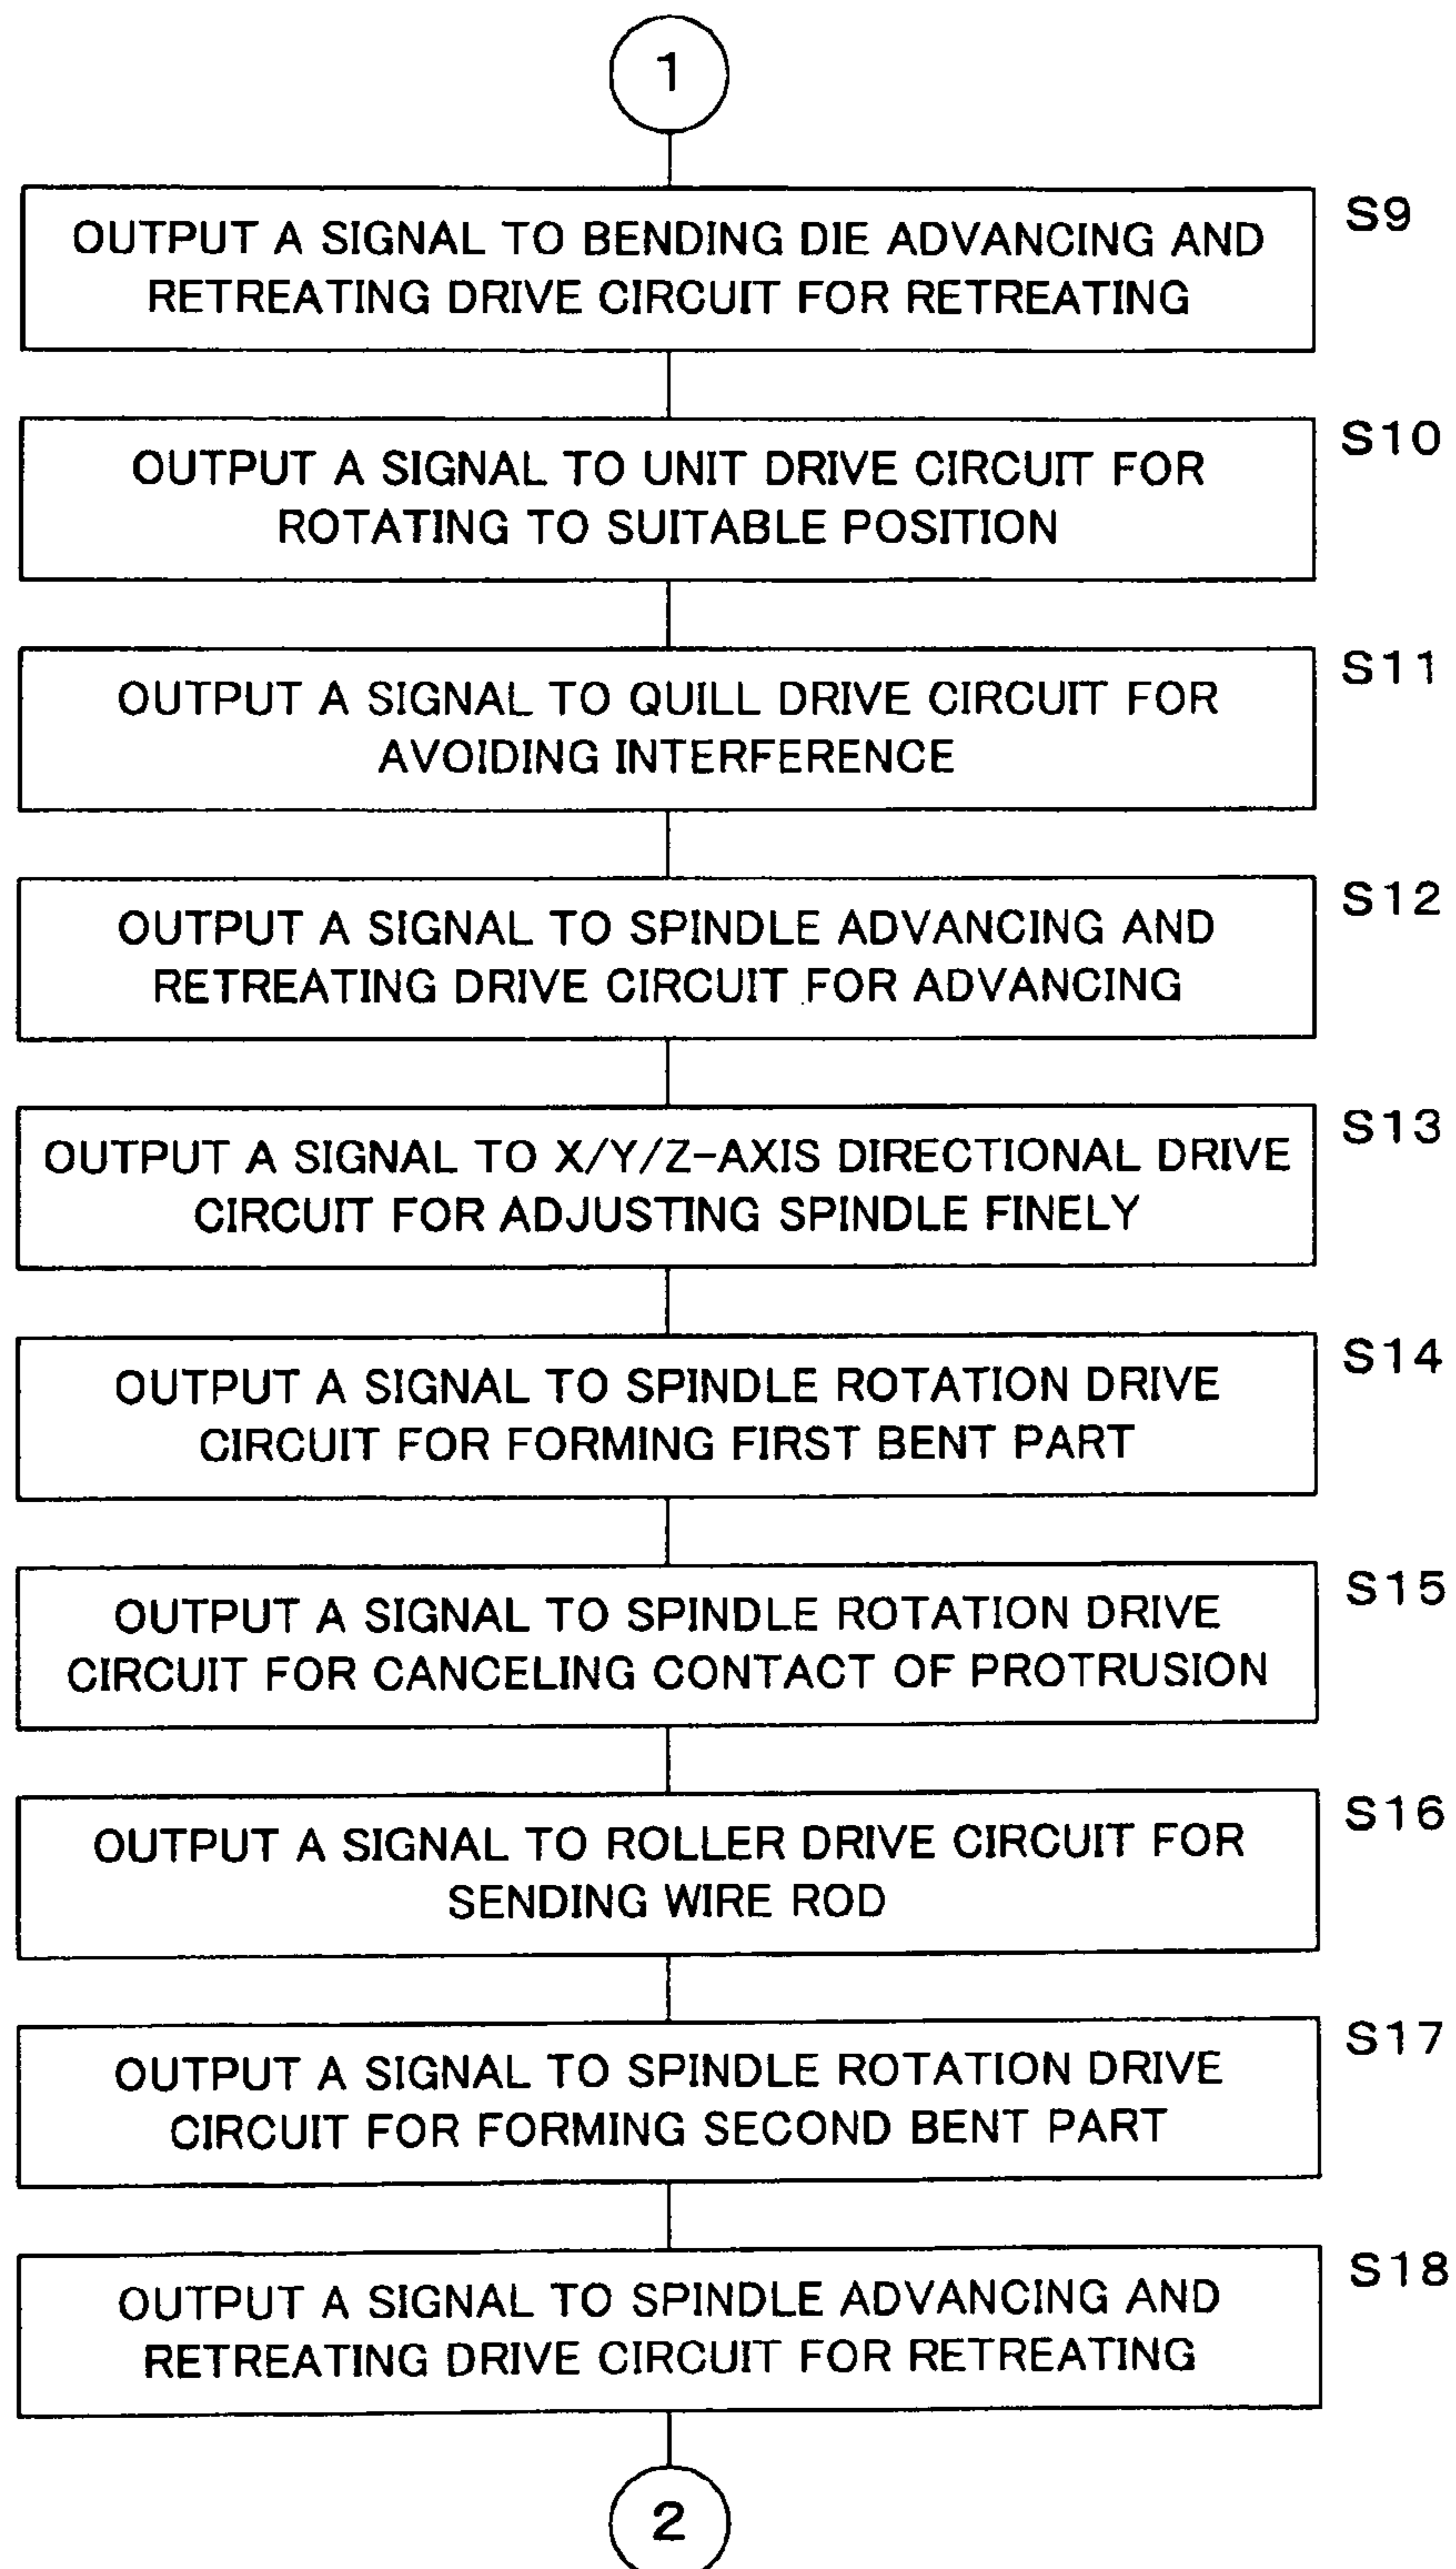 1
OUTPUT A SIGNAL TO BENDING DIE ADVANCING AND
RETREATING DRIVE CIRCUIT FOR RETREATING
S9
OUTPUT A SIGNAL TO UNIT DRIVE CIRCUIT FOR
ROTATING TO SUITABLE POSITION
S10
OUTPUT A SIGNAL TO QUILL DRIVE CIRCUIT FOR
AVOIDING INTERFERENCE
S11
OUTPUT A SIGNAL TO SPINDLE ADVANCING AND
RETREATING DRIVE CIRCUIT FOR ADVANCING
S12
OUTPUT A SIGNAL TO X/Y/Z-AXIS DIRECTIONAL DRIVE
CIRCUIT FOR ADJUSTING SPINDLE FINELY
S13
OUTPUT A SIGNAL TO SPINDLE ROTATION DRIVE
CIRCUIT FOR FORMING FIRST BENT PART
S14
OUTPUT A SIGNAL TO SPINDLE ROTATION DRIVE
CIRCUIT FOR CANCELING CONTACT OF PROTRUSION
S15
OUTPUT A SIGNAL TO ROLLER DRIVE CIRCUIT FOR
SENDING WIRE ROD
S16
OUTPUT A SIGNAL TO SPINDLE ROTATION DRIVE
CIRCUIT FOR FORMING SECOND BENT PART
S17
OUTPUT A SIGNAL TO SPINDLE ADVANCING AND
RETREATING DRIVE CIRCUIT FOR RETREATING
S18
2